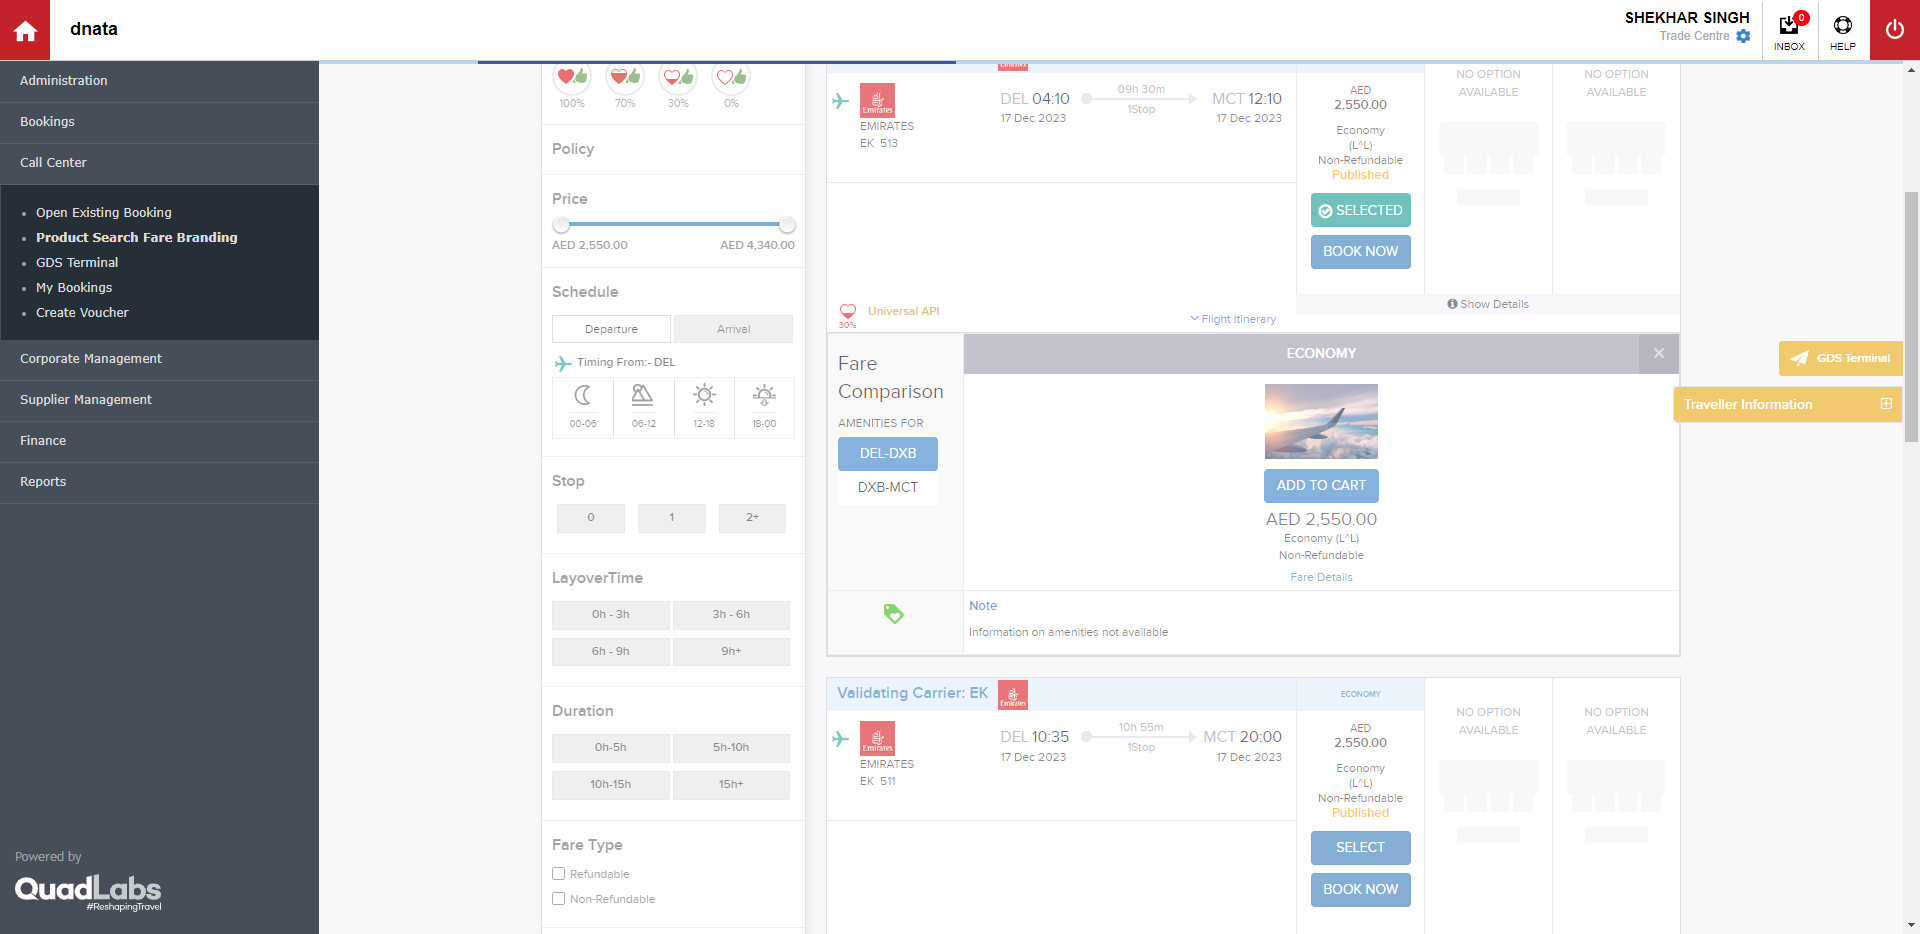 dnata
SHEKHAR SINGH
Trade Centre
0
INBOX
HELP
Administration
Bookings
Call Center
Open Existing Booking
Product Search Fare Branding
GDS Terminal
My Bookings
Create Voucher
Corporate Management
Supplier Management
Finance
Reports
Powered by
QuadLabs
#ReshapingTravel
100%
70%
30%
0%
Policy
Price
AED 2,550.00
AED 4,340.00
Schedule
Departure
Arrival
Timing From:- DEL
00-06
06-12
12-18
18-00
Stop
0
1
2+
LayoverTime
0h - 3h
3h - 6h
6h - 9h
9h+
Duration
0h-5h
5h-10h
10h-15h
15h+
Fare Type
Refundable
Non-Refundable
Emirates
EMIRATES
EK 513
DEL 04:10
17 Dec 2023
09h 30m
1Stop
MCT 12:10
17 Dec 2023
AED
2,550.00
Economy
(L^L)
Non-Refundable
Published
SELECTED
BOOK NOW
NO OPTION
AVAILABLE
NO OPTION
AVAILABLE
Show Details
30%
Universal API
Flight Itinerary
Fare
Comparison
AMENITIES FOR
DEL-DXB
DXB-MCT
ECONOMY
ADD TO CART
AED 2,550.00
Economy (L^L)
Non-Refundable
Fare Details
Note
Information on amenities not available
GDS Terminal
Traveller Information
Validating Carrier: EK
Emirates
ECONOMY
Emirates
EMIRATES
EK 511
DEL 10:35
17 Dec 2023
10h 55m
1Stop
MCT 20:00
17 Dec 2023
AED
2,550.00
Economy
(L^L)
Non-Refundable
Published
SELECT
BOOK NOW
NO OPTION
AVAILABLE
NO OPTION
AVAILABLE